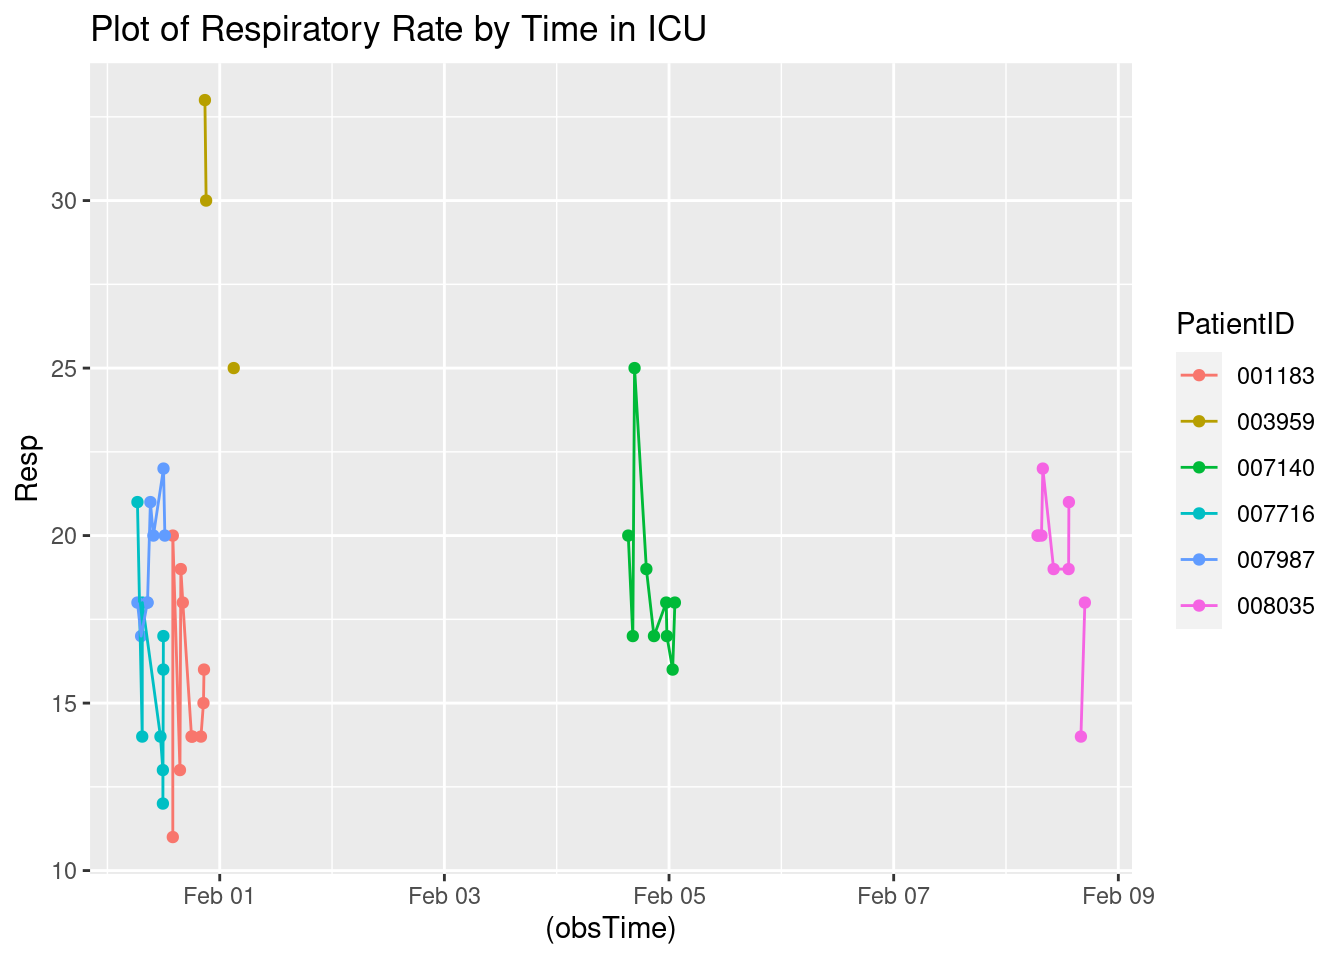 Plot of Respiratory Rate by Time in ICU
Resp
30
25
20
15
10
Feb 01
Feb 03
Feb 05
Feb 07
Feb 09
(obsTime)
PatientID
001183
003959
007140
007716
007987
008035